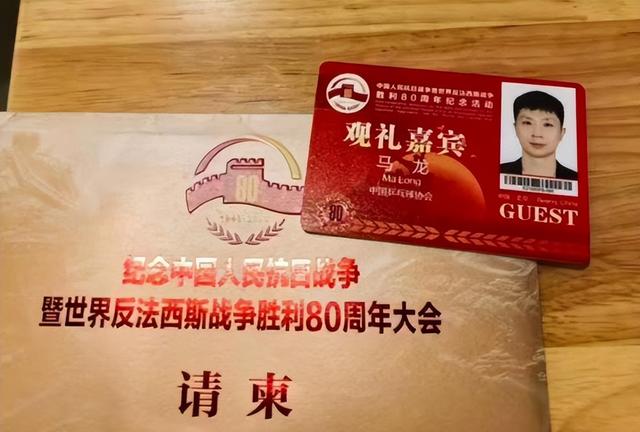 中国人民抗日战争暨世界反法西斯战争
胜利80周年纪念活动
观礼嘉宾
马 龙
Ma Long
中国乒乓球协会
80
GUEST
80
纪念中国人民抗日战争
暨世界反法西斯战争胜利80周年大会
请柬